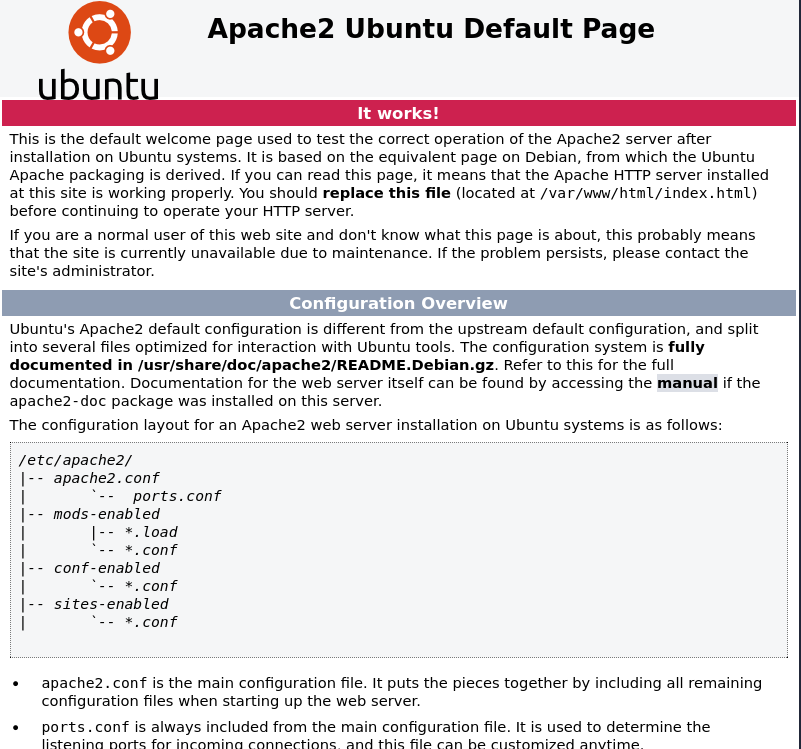 Apache2 Ubuntu Default Page
ubuntu
It works!
This is the default welcome page used to test the correct operation of the Apache2 server after
installation on Ubuntu systems. It is based on the equivalent page on Debian, from which the Ubuntu
Apache packaging is derived. If you can read this page, it means that the Apache HTTP server installed
at this site is working properly. You should replace this file (located at /var/www/html/index.html)
before continuing to operate your HTTP server.
If you are a normal user of this web site and don't know what this page is about, this probably means
that the site is currently unavailable due to maintenance. If the problem persists, please contact the
site's administrator.
Configuration Overview
Ubuntu's Apache2 default configuration is different from the upstream default configuration, and split
into several files optimized for interaction with Ubuntu tools. The configuration system is fully
documented in /usr/share/doc/apache2/README.Debian.gz. Refer to this for the full
documentation. Documentation for the web server itself can be found by accessing the manual if the
apache2-doc package was installed on this server.
The configuration layout for an Apache2 web server installation on Ubuntu systems is as follows:
/etc/apache2/
|-- apache2.conf
|       `--  ports.conf
|-- mods-enabled
|       |-- *.load
|       `-- *.conf
|-- conf-enabled
|       `-- *.conf
|-- sites-enabled
|       `-- *.conf
• apache2.conf is the main configuration file. It puts the pieces together by including all remaining
configuration files when starting up the web server.
• ports.conf is always included from the main configuration file. It is used to determine the
listening ports for incoming connections, and this file can be customized anytime.